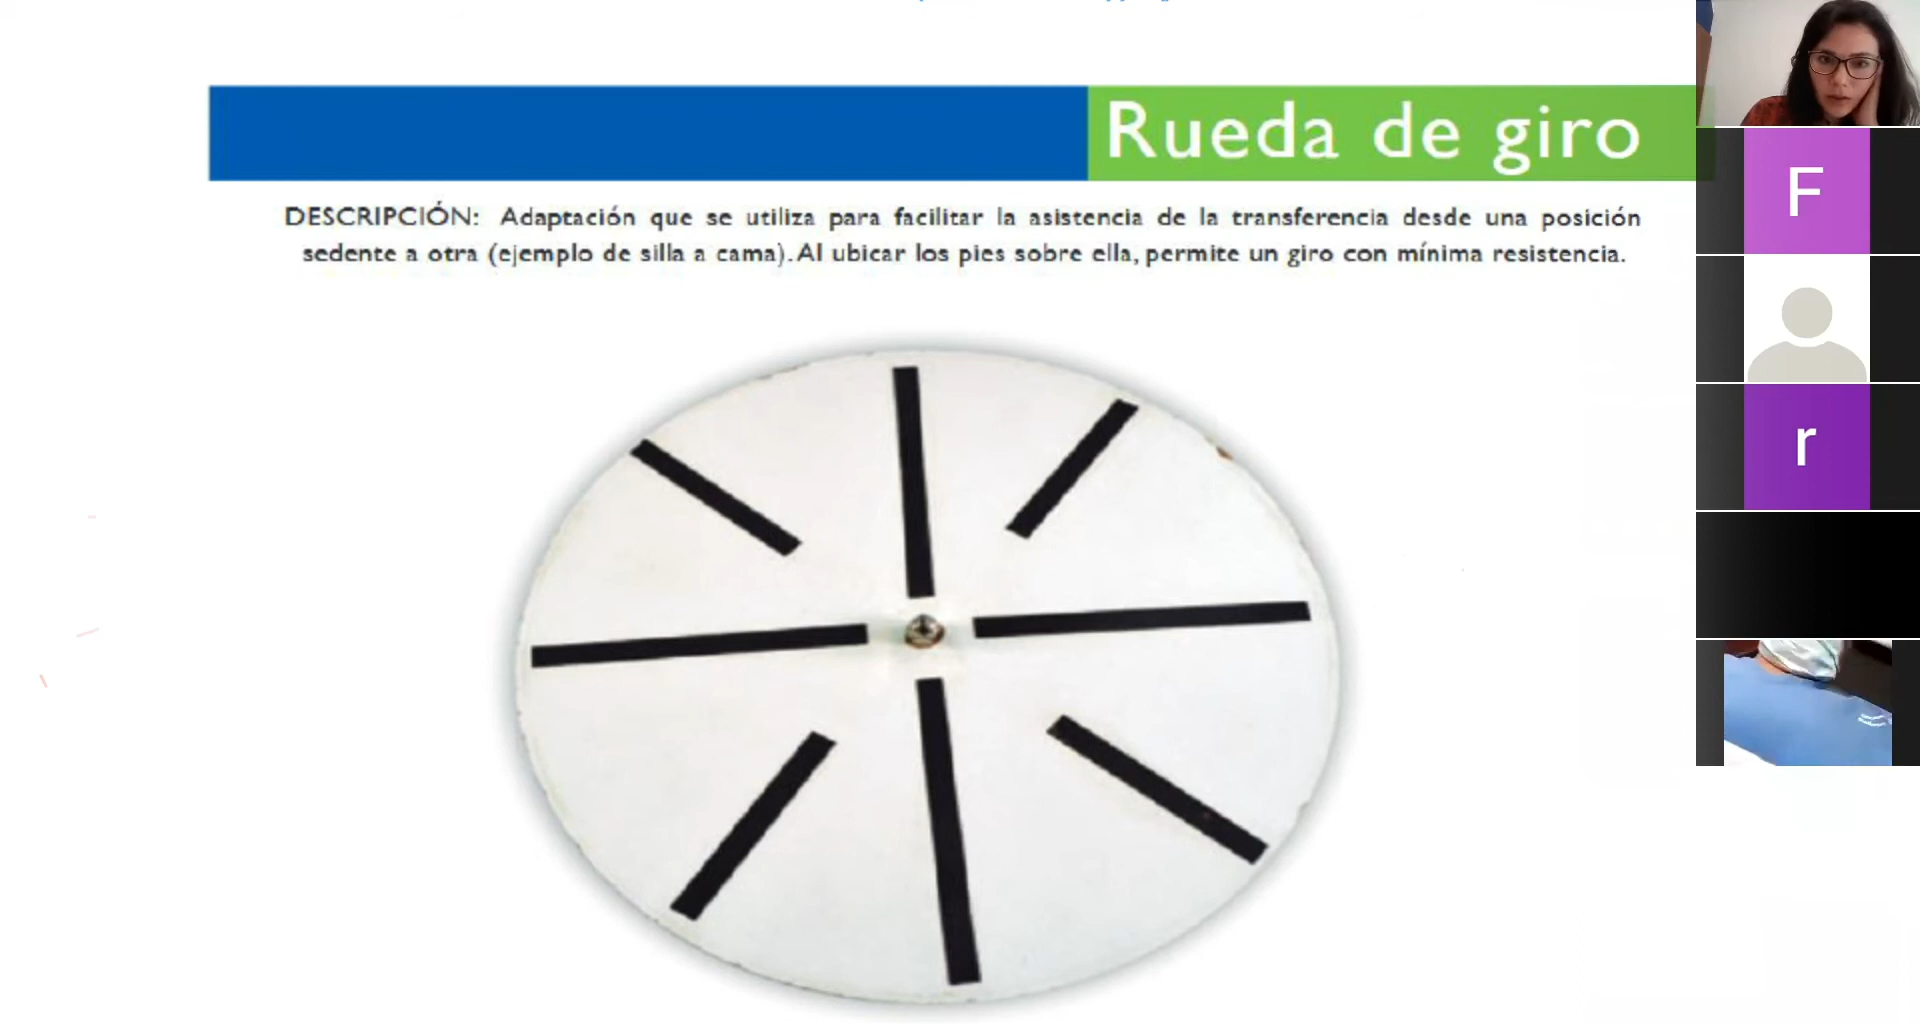 Rueda de giro
DESCRIPCIÓN: Adaptación que se utiliza para facilitar la asistencia de la transferencia desde una posición
sedente a otra (ejemplo de silla a cama). Al ubicar los pies sobre ella, permite un giro con mínima resistencia.
F
r